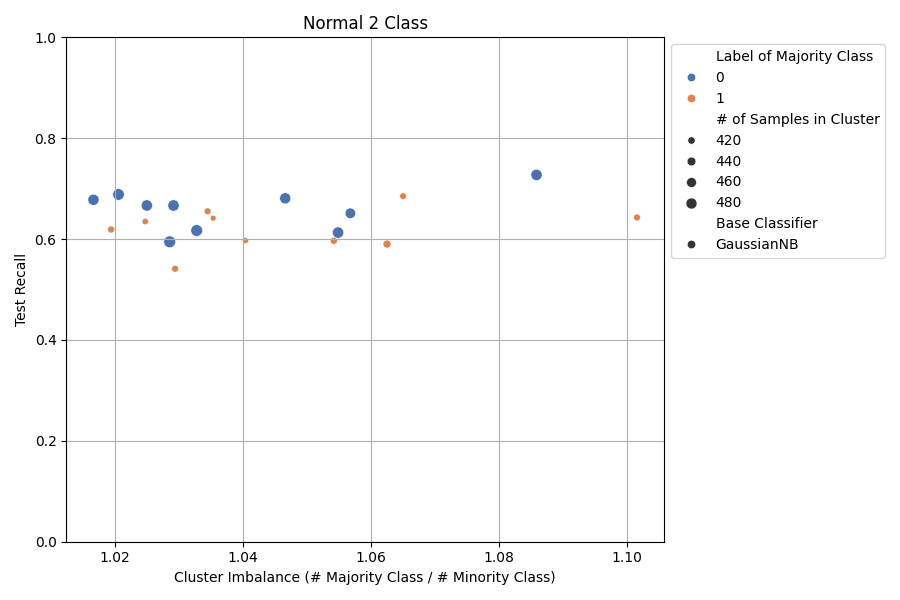 Normal 2 Class
1.0
0.8
0.6
0.4
0.2
0.0
Test Recall
1.02
1.04
1.06
1.08
1.10
Cluster Imbalance (# Majority Class / # Minority Class)
Label of Majority Class
0
1
# of Samples in Cluster
420
440
460
480
Base Classifier
GaussianNB